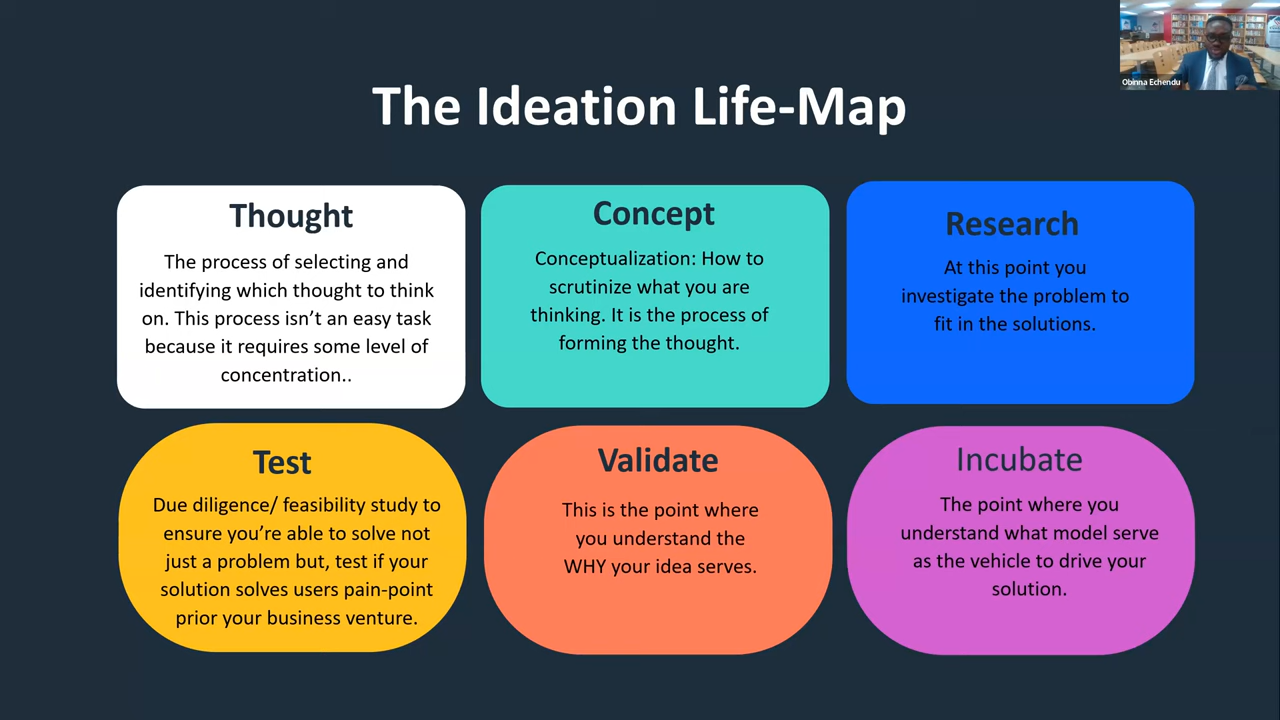 Obinna Echendu
The Ideation Life-Map
Thought
The process of selecting and
identifying which thought to think
on. This process isn’t an easy task
because it requires some level of
concentration..
Concept
Conceptualization: How to
scrutinize what you are
thinking. It is the process of
forming the thought.
Research
At this point you
investigate the problem to
fit in the solutions.
Test
Due diligence/ feasibility study to
ensure you’re able to solve not
just a problem but, test if your
solution solves users pain-point
prior your business venture.
Validate
This is the point where
you understand the
WHY your idea serves.
Incubate
The point where you
understand what model serve
as the vehicle to drive your
solution.